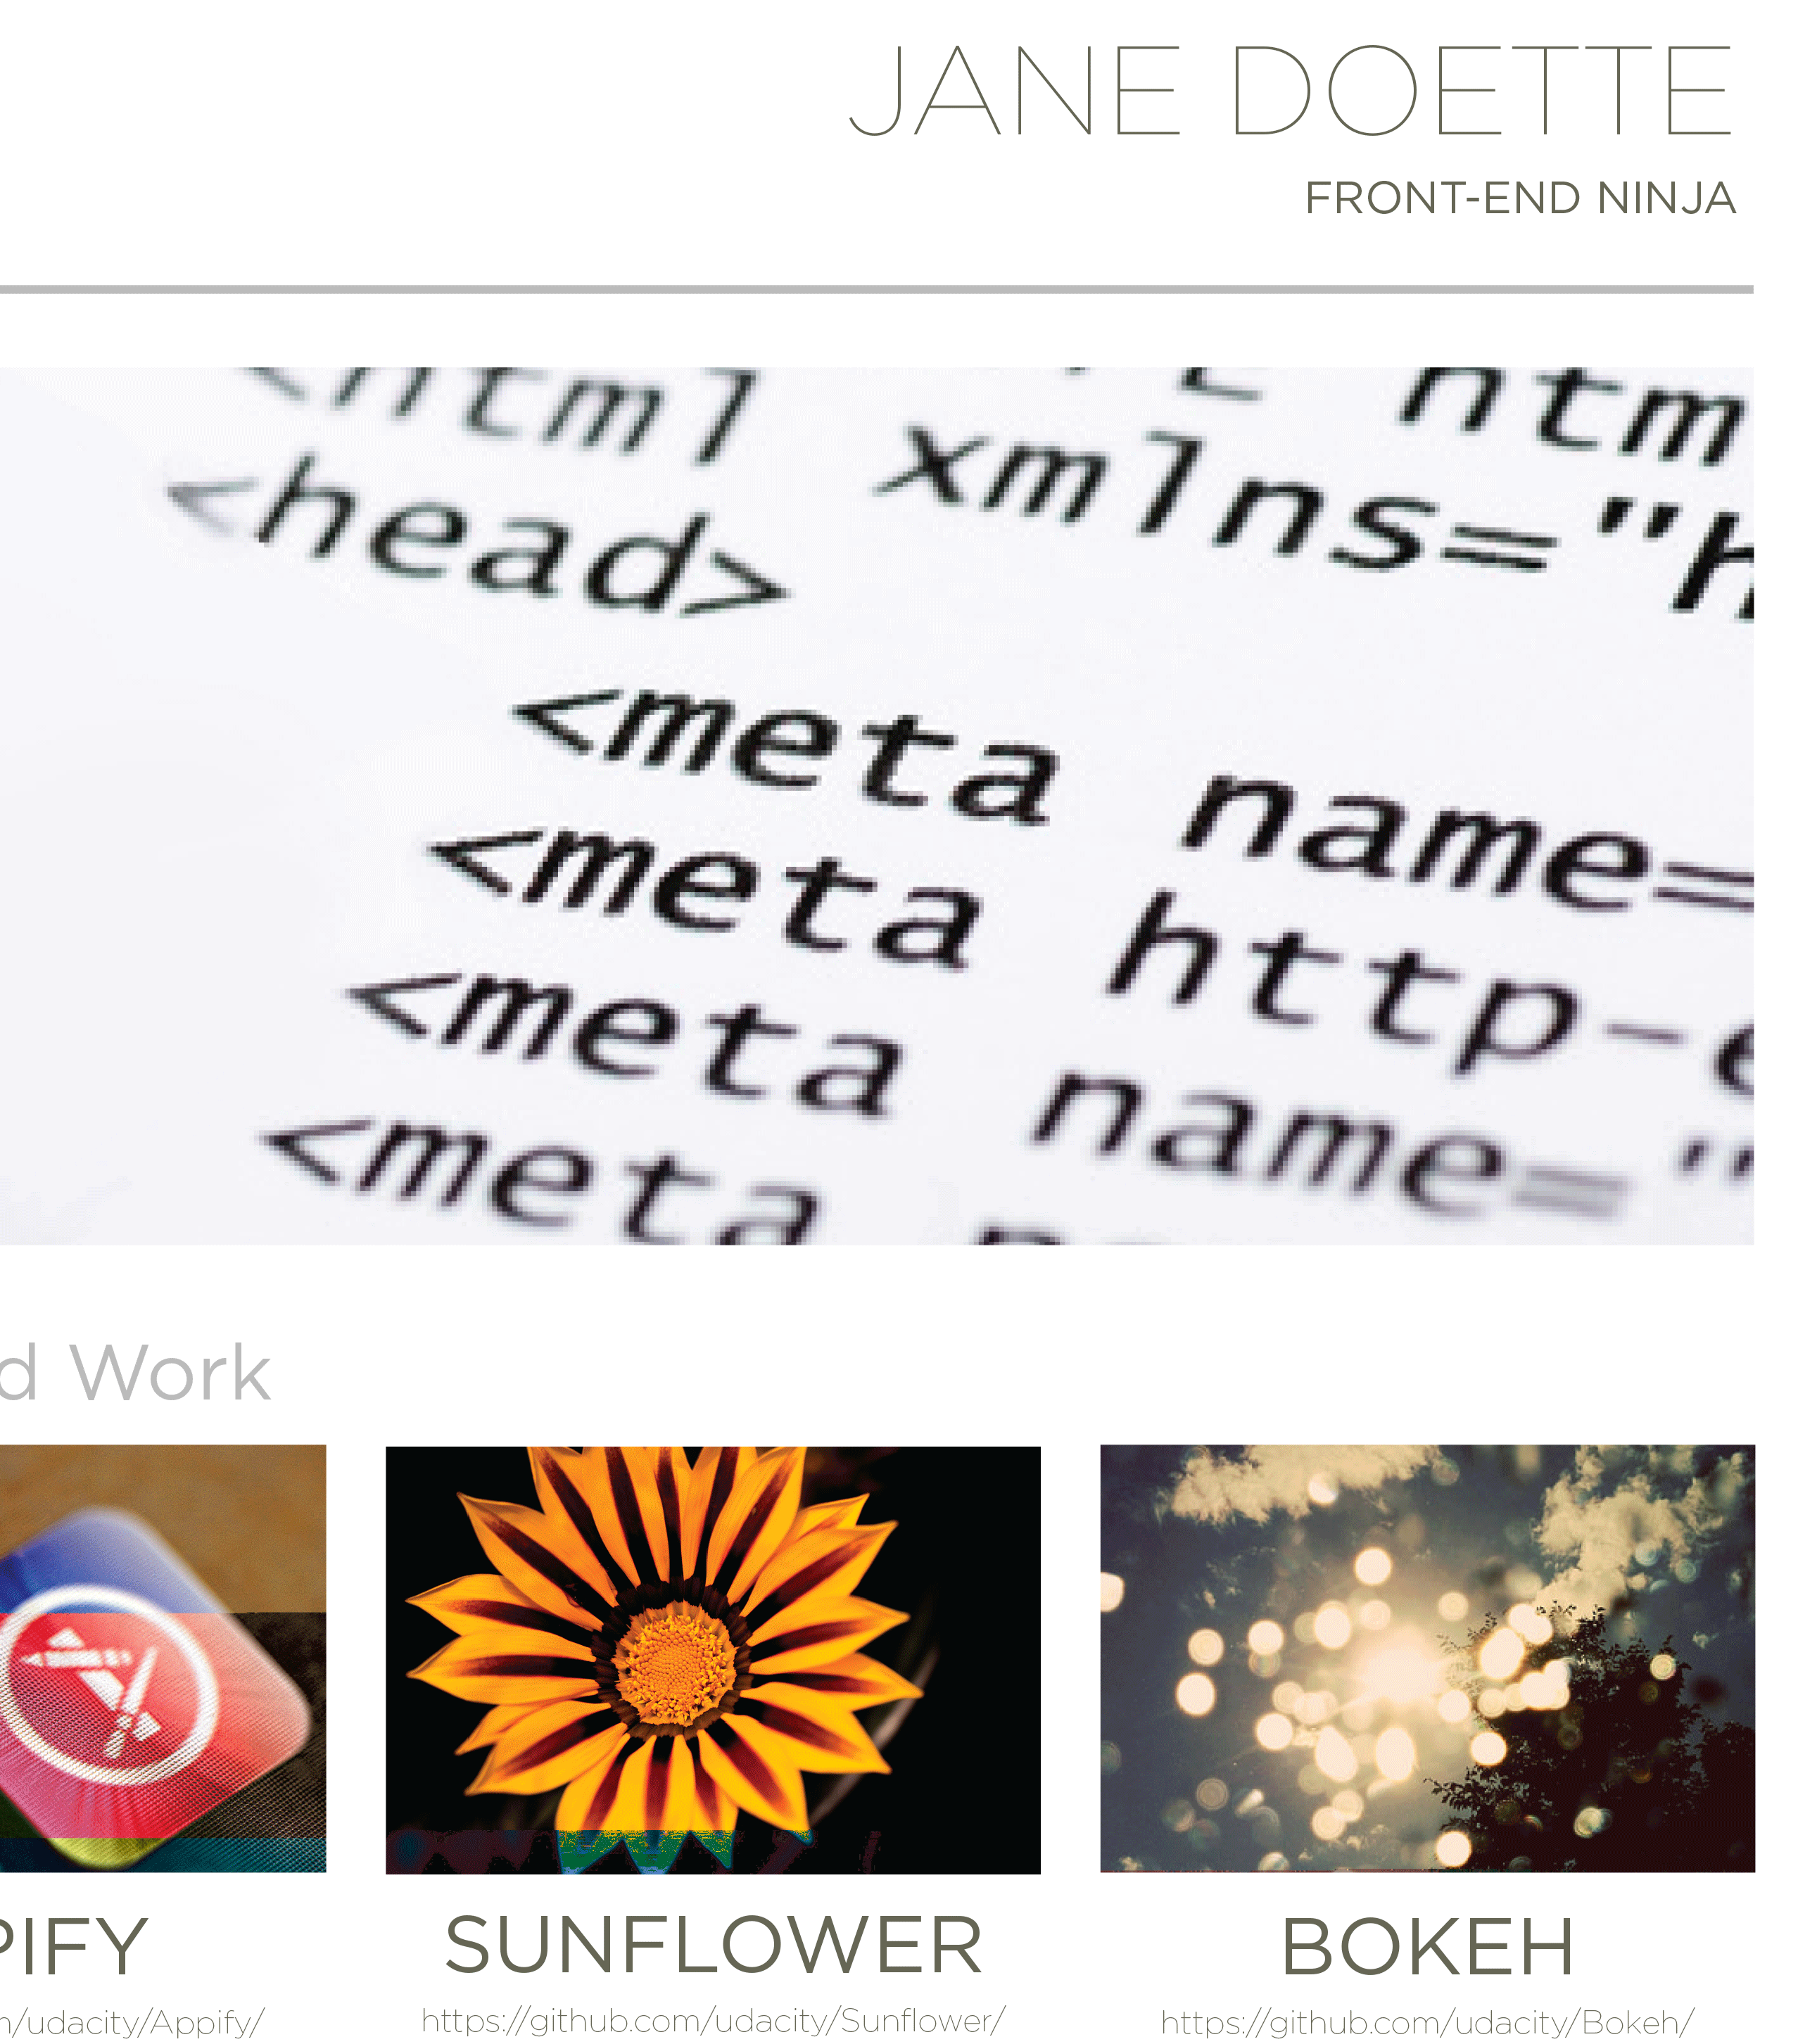 JANE DOETTE
FRONT-END NINJA
htm
<html xmlns="h
<head>
<meta name=
<meta http-e
<meta name="
<meta
d Work
PIFY
SUNFLOWER
BOKEH
m/udacity/Appify/
https://github.com/udacity/Sunflower/
https://github.com/udacity/Bokeh/